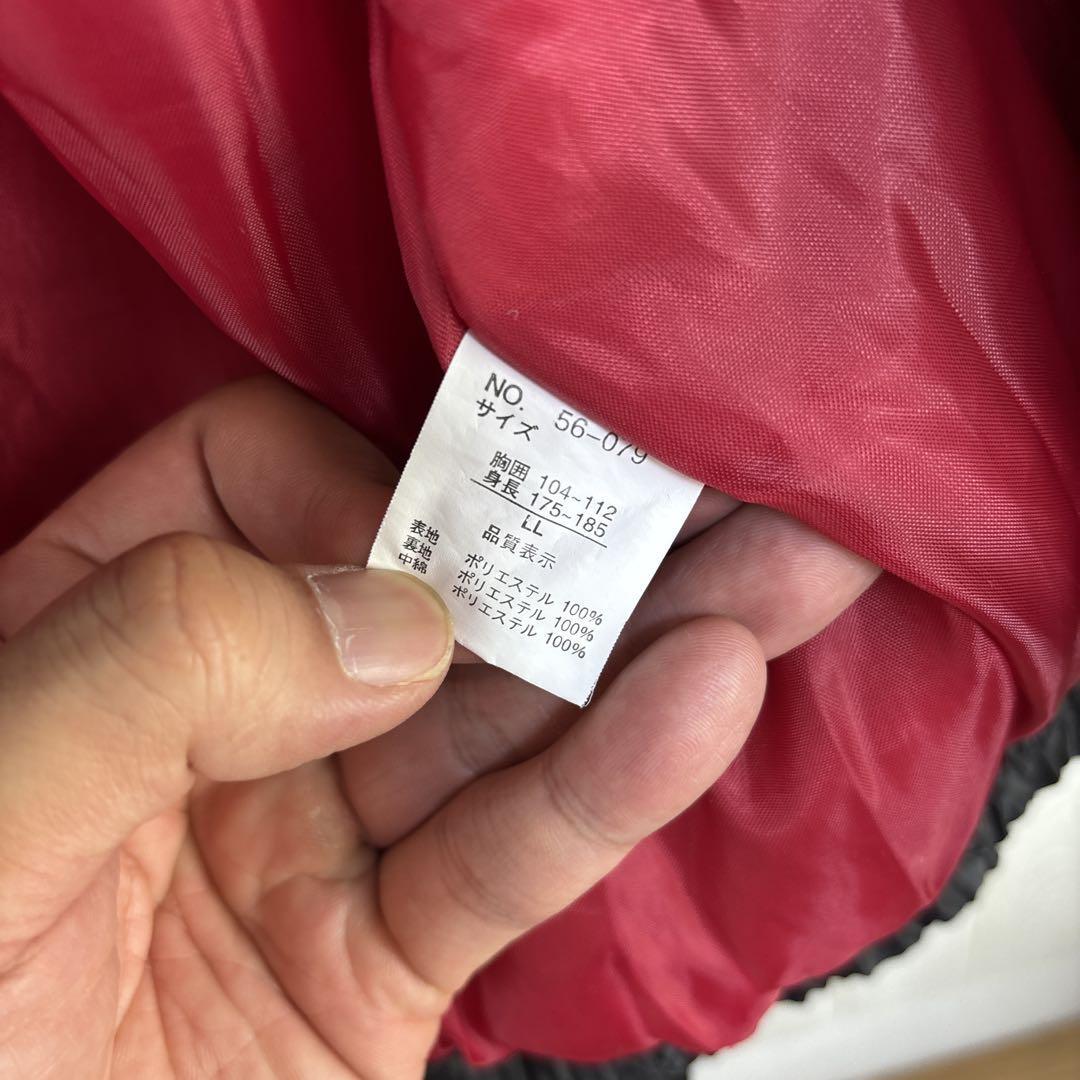 NO. 56-079
サイズ
胸囲 104~112
身長 175~185
LL
品質表示
表地 ポリエステル 100%
裏地 ポリエステル 100%
中綿 ポリエステル 100%